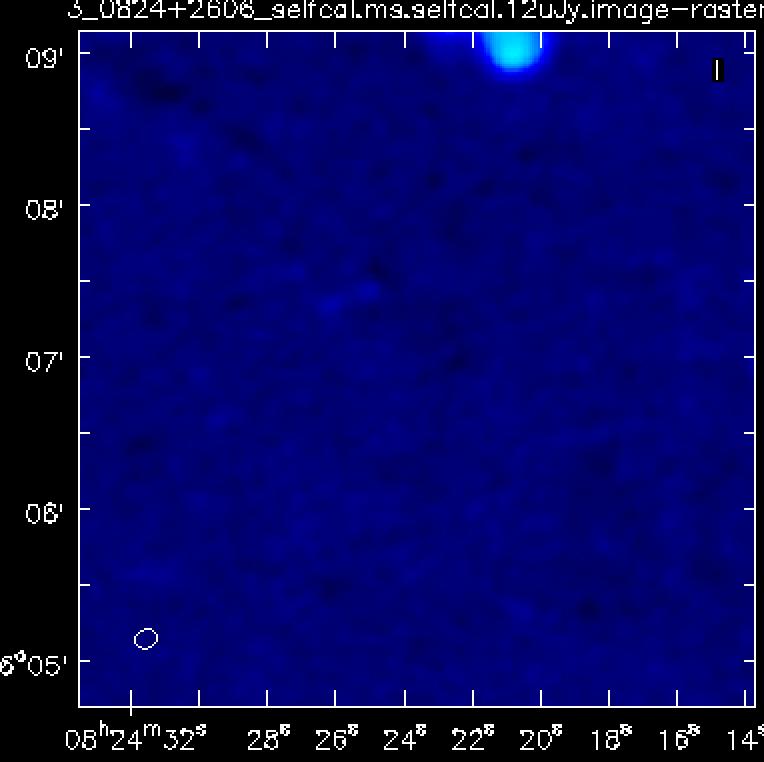 3_0824+2606_selfcal.ms.selfcal.12uJy.image-raster
09'
I
08'
07'
06'
6ᵈ05'
08ʰ24ᵐ32ˢ 28ˢ 26ˢ 24ˢ 22ˢ 20ˢ 18ˢ 16ˢ 14ˢ